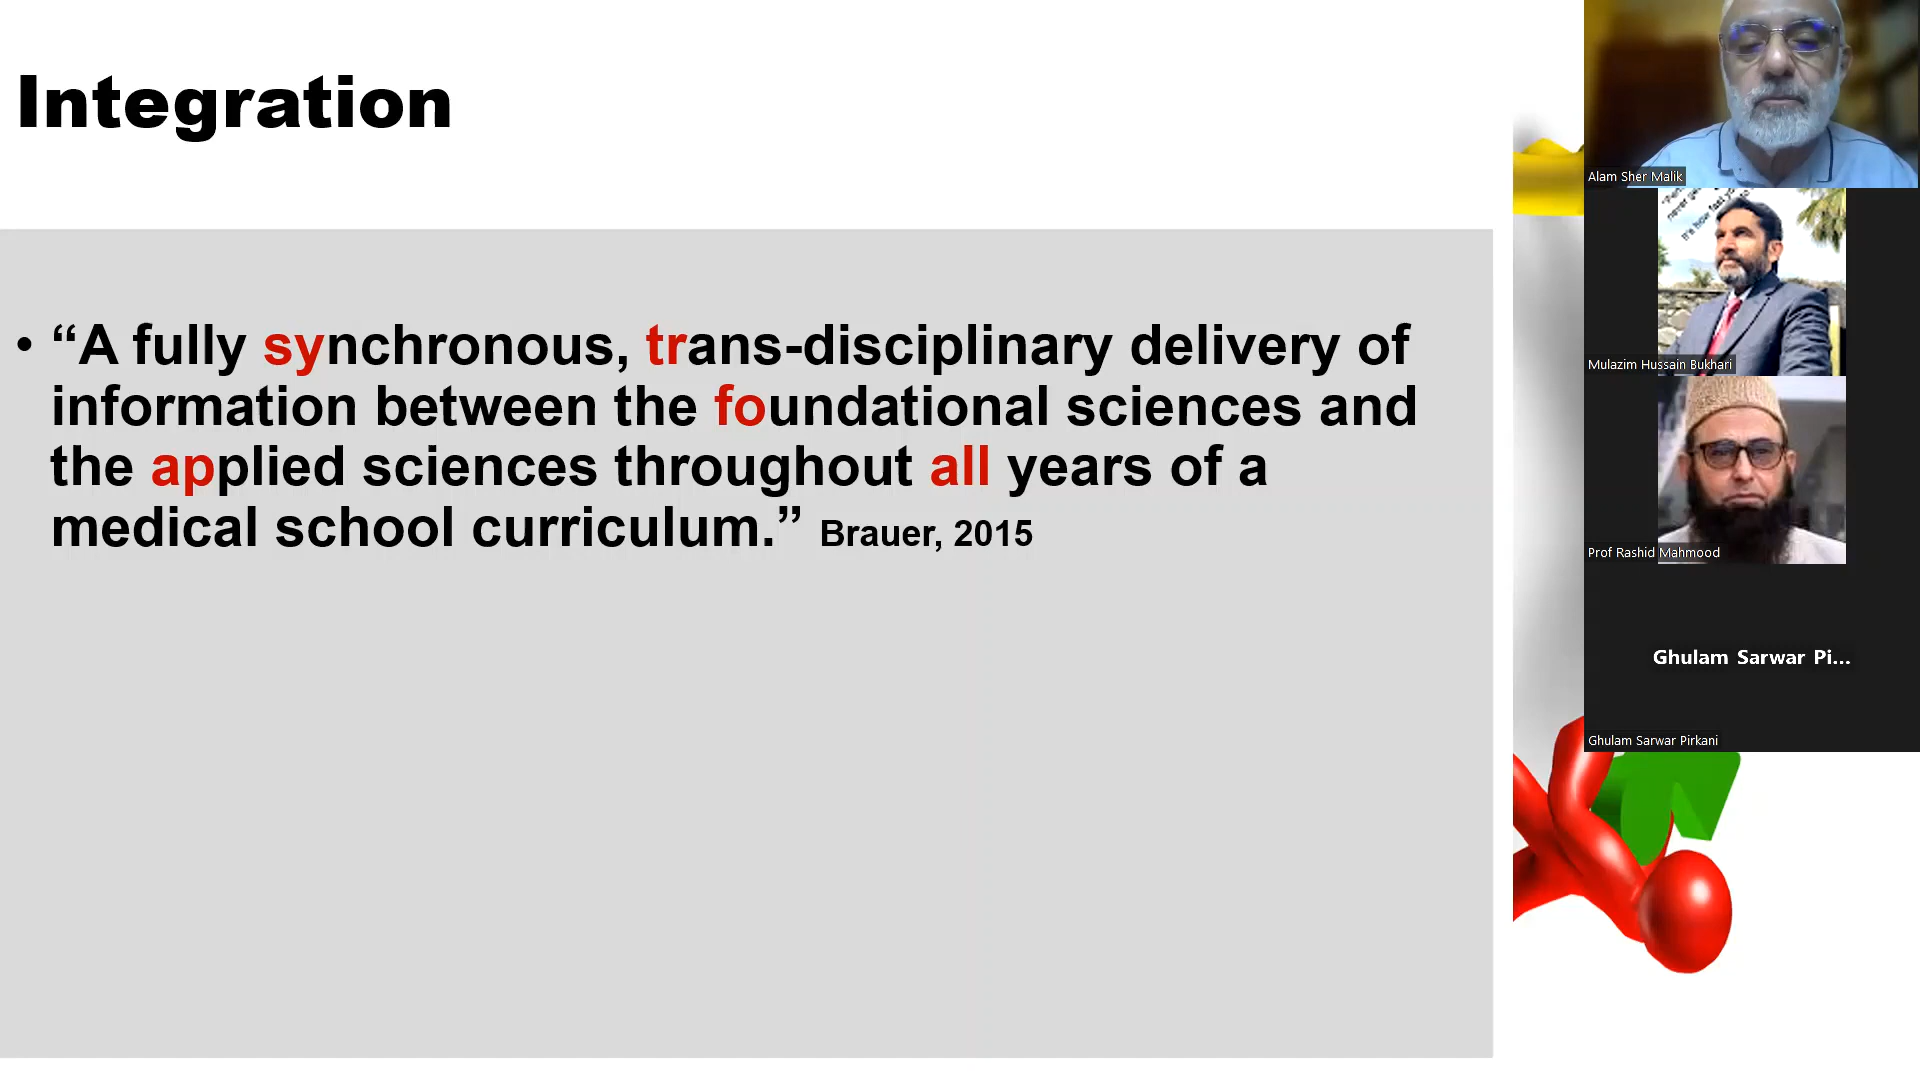 Integration
• “A fully synchronous, trans-disciplinary delivery of
information between the foundational sciences and
the applied sciences throughout all years of a
medical school curriculum.” Brauer, 2015
Alam Sher Malik
Mulazim Hussain Bukhari
Prof Rashid Mahmood
Ghulam Sarwar Pi...
Ghulam Sarwar Pirkani